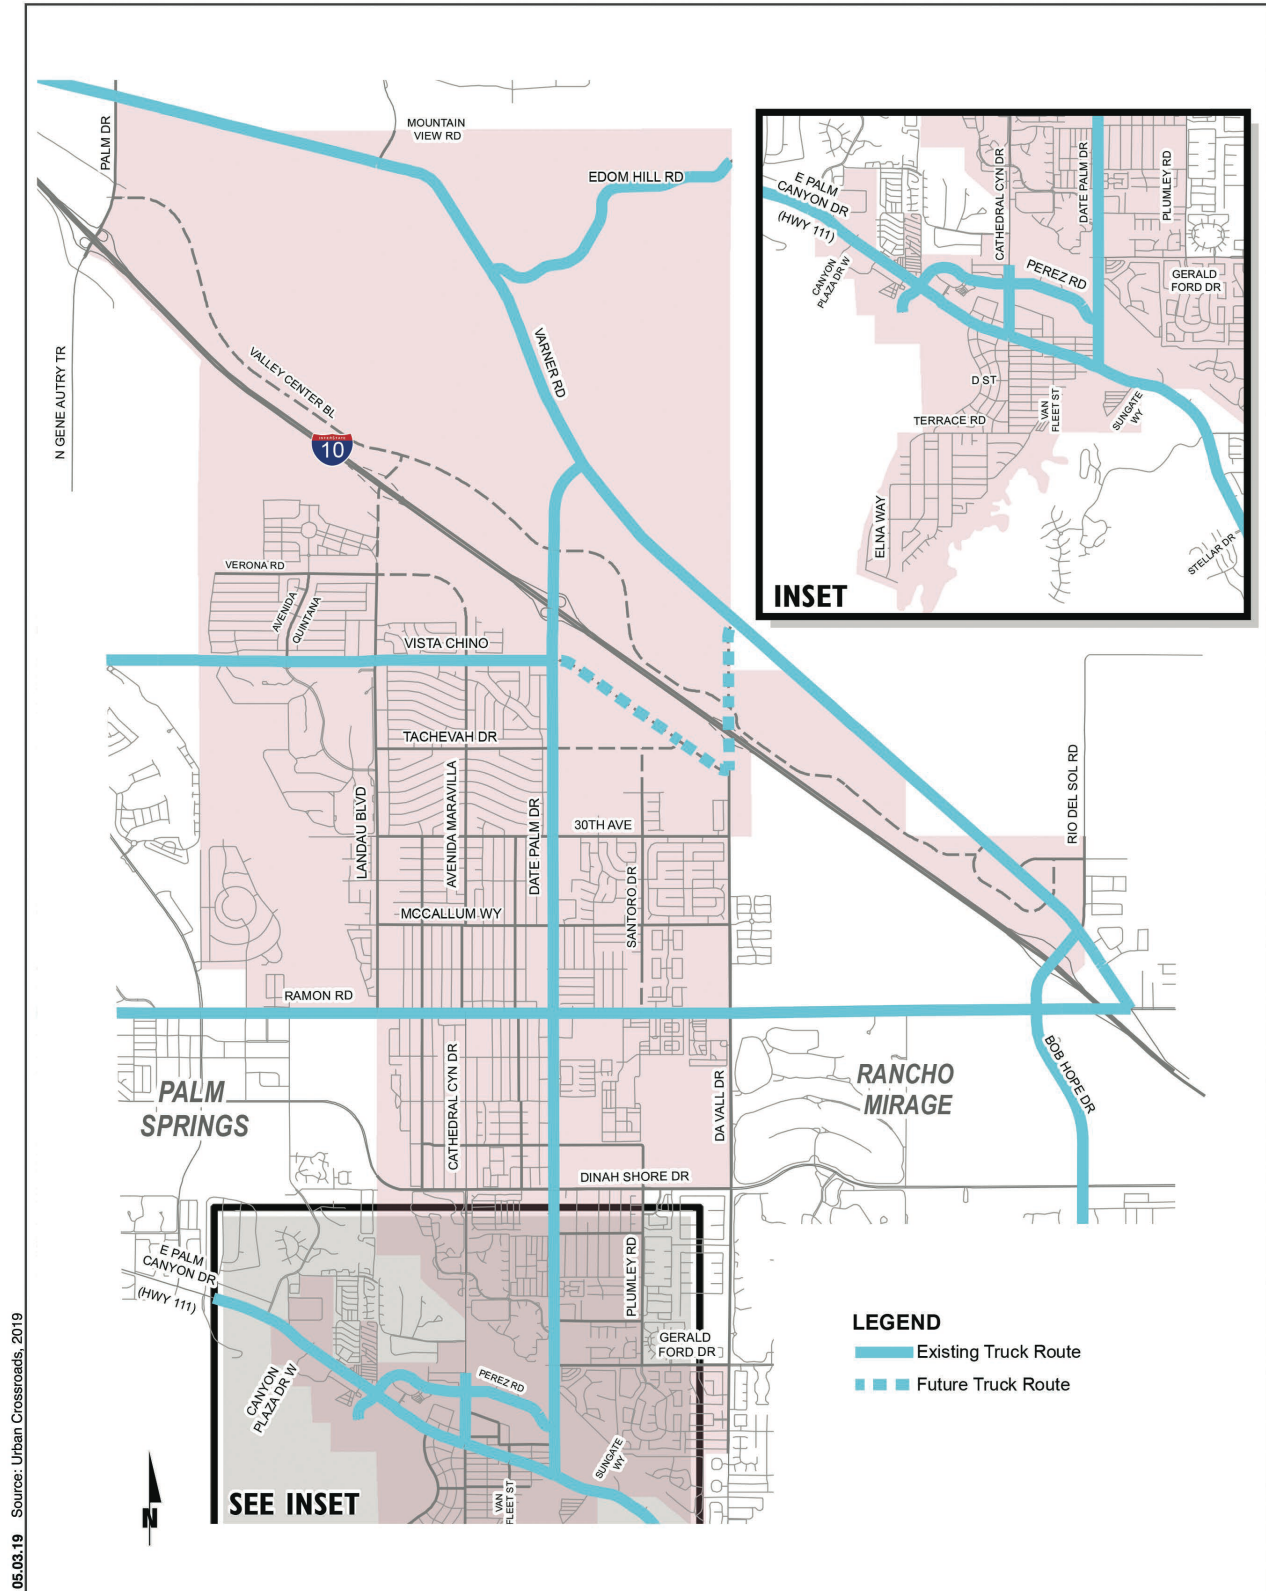 PALM DR
MOUNTAIN
VIEW RD
EDOM HILL RD
N GENE AUTRY TR
VALLEY CENTER BL
VARNER RD
INTERSTATE
10
VERONA RD
AVENIDA
QUINTANA
VISTA CHINO
TACHEVAH DR
LANDAU BLVD
AVENIDA MARAVILLA
DATE PALM DR
30TH AVE
SANTORO DR
MCCALLUM WY
RIO DEL SOL RD
RAMON RD
PALM
SPRINGS
CATHEDRAL CYN DR
DA VALL DR
RANCHO
MIRAGE
BOB HOPE DR
DINAH SHORE DR
E PALM
CANYON DR
(HWY 111)
PLUMLEY RD
GERALD
FORD DR
CANYON
PLAZA DR W
PEREZ RD
SUNGATE
WY
VAN
FLEET ST
SEE INSET
E PALM
CANYON DR
(HWY 111)
CATHEDRAL CYN DR
DATE PALM DR
PLUMLEY RD
CANYON
PLAZA DR W
PEREZ RD
GERALD
FORD DR
D ST
VAN
FLEET ST
SUNGATE
WY
TERRACE RD
ELNA WAY
STELLAR DR
INSET
LEGEND
Existing Truck Route
Future Truck Route
N
05.03.19 Source: Urban Crossroads, 2019